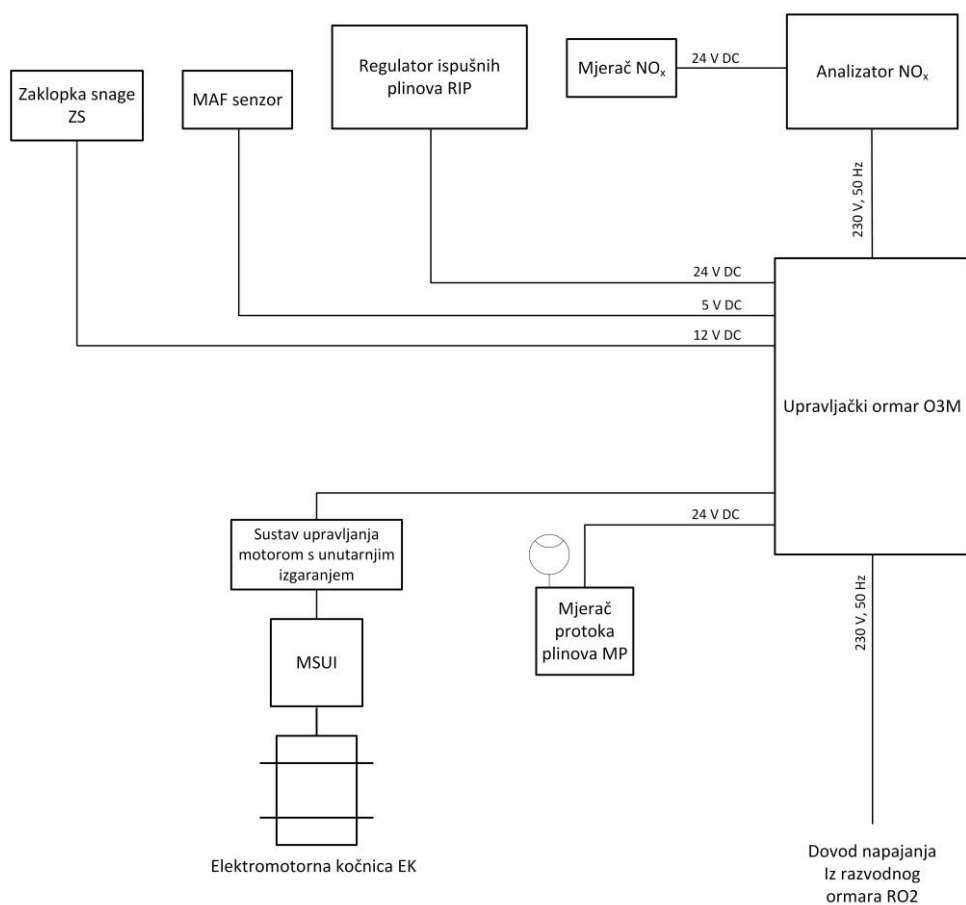 Zaklopka snage
ZS
MAF senzor
Regulator ispušnih
plinova RIP
Mjerač NOₓ
24 V DC
Analizator NOₓ
230 V, 50 Hz
24 V DC
5 V DC
12 V DC
Upravljački ormar O3M
Sustav upravljanja
motorom s unutarnjim
izgaranjem
24 V DC
Mjerač
protoka
plinova MP
230 V, 50 Hz
MSUI
Elektromotorna kočnica EK
Dovod napajanja
Iz razvodnog
ormara RO2